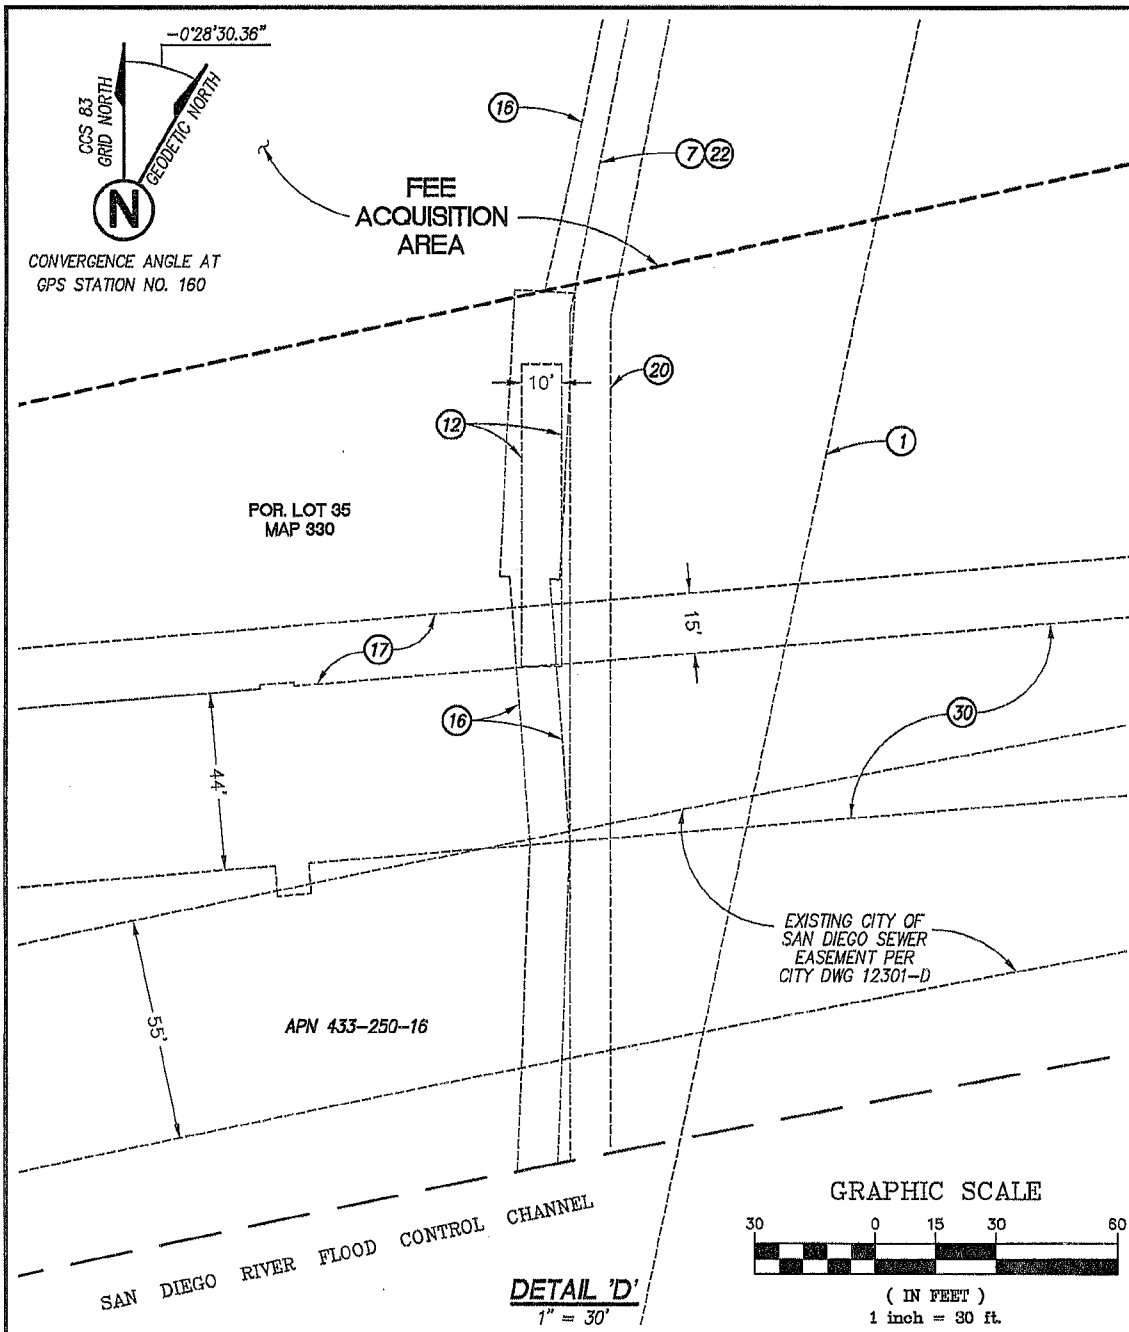 -0°28'30.36"
CCS 83
GRID NORTH
GEODETIC NORTH
N
CONVERGENCE ANGLE AT
GPS STATION NO. 160
16
7 22
FEE
ACQUISITION
AREA
10'
20
12
1
POR. LOT 35
MAP 330
15'
17
16
30
44'
EXISTING CITY OF
SAN DIEGO SEWER
EASEMENT PER
CITY DWG 12301-D
55'
APN 433-250-16
SAN DIEGO RIVER FLOOD CONTROL CHANNEL
GRAPHIC SCALE
30 0 15 30 60
( IN FEET )
1 inch = 30 ft.
DETAIL 'D'
1" = 30'